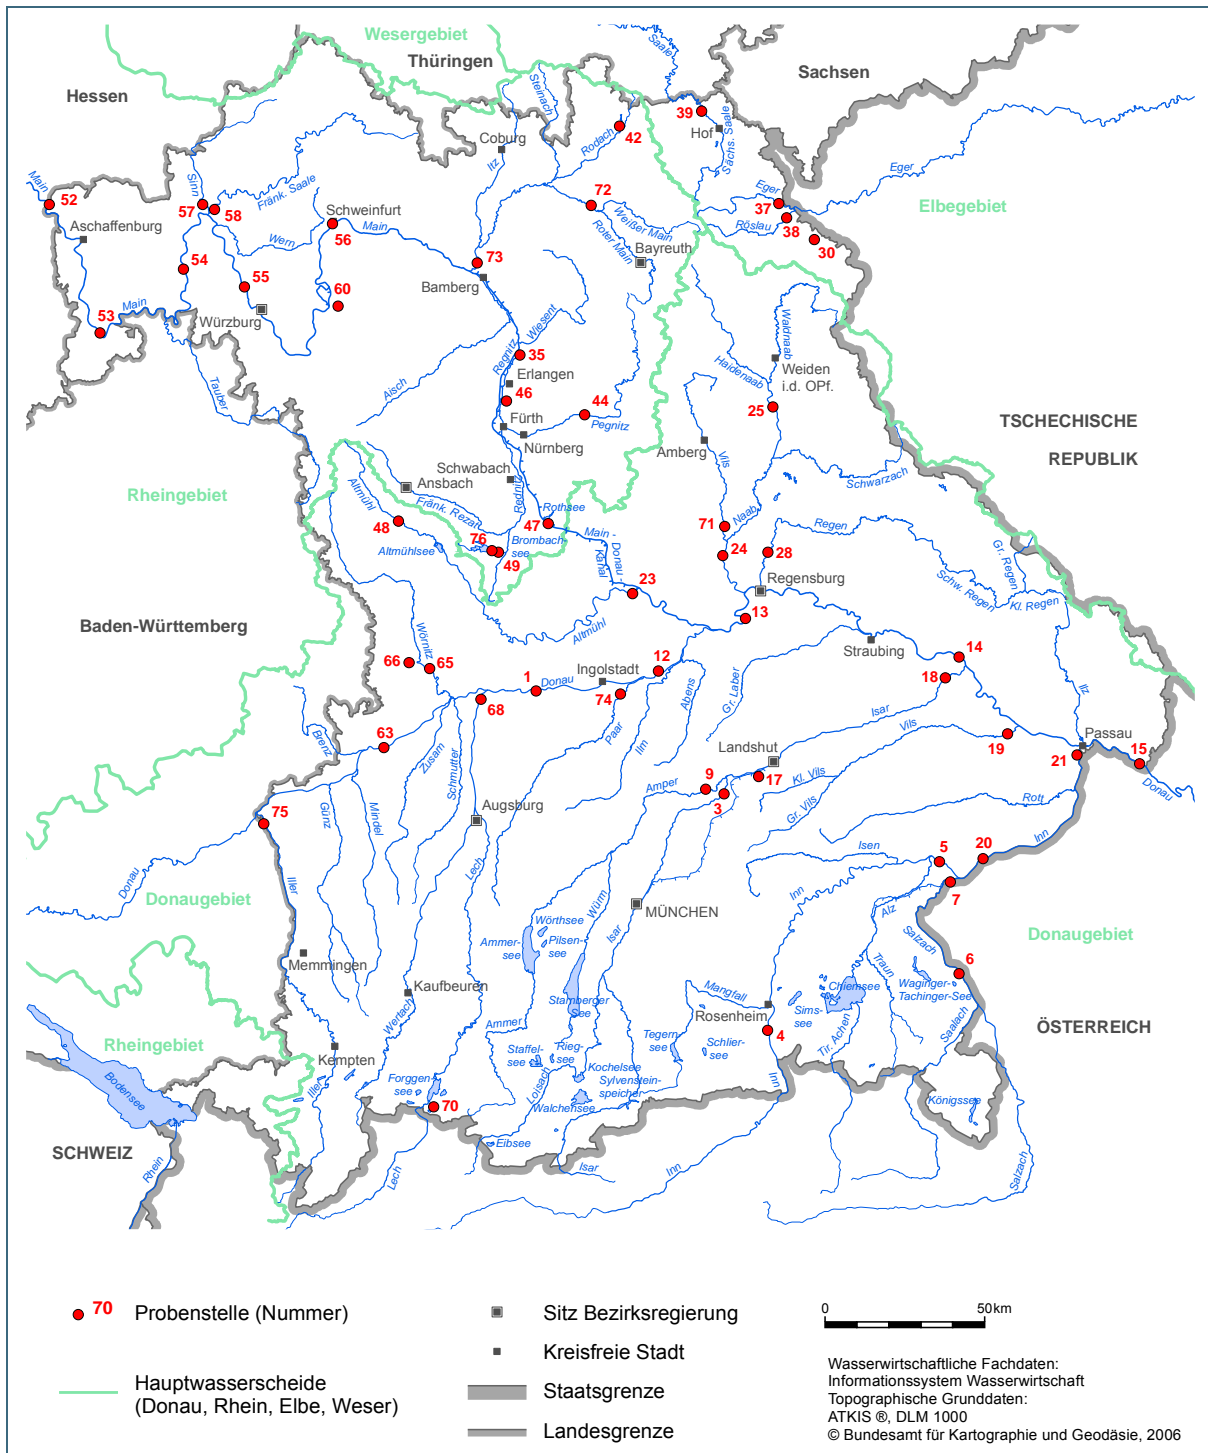 Wesergebiet
Thüringen
Sachsen
Hessen
Saale
Steinach
39
Hof
Sächs. Saale
42
Rodach
Coburg
Itz
Eger
Elbegebiet
Main
52
Aschaffenburg
Sinn
57
58
Fränk. Saale
Schweinfurt
56
Main
Wern
72
Weißer Main
Roter Main
Bayreuth
Eger
37
Röslau
38
30
54
55
60
73
Bamberg
53
Main
Würzburg
Wiesent
Regnitz
35
Erlangen
46
Fürth
44
Pegnitz
Nürnberg
Aisch
Tauber
Waldnaab
Haidenaab
Weiden
i.d. OPf.
25
TSCHECHISCHE
REPUBLIK
Amberg
Vils
Schwarzach
Rheingebiet
Schwabach
Ansbach
Altmühl
Fränk. Rezat
Rednitz
Rothsee
47
48
Altmühlsee
76
Brombach-
see
49
Main -
Donau -
Kanal
71
Naab
24
28
Regen
Gr. Regen
Schw. Regen
Kl. Regen
23
Regensburg
13
Altmühl
Baden-Württemberg
Wörnitz
66
65
Ingolstadt
12
1
Donau
74
68
Straubing
14
18
Ilz
Gr. Laber
Abens
Isar
Vils
19
Passau
21
15
Donau
Brenz
63
Zusam
Schmutter
Paar
Ilm
Landshut
Amper
9
3
17
Kl. Vils
Gr. Vils
Rott
75
Günz
Mindel
Augsburg
Donau
Iller
Lech
Isen
5
20
Inn
7
Inn
Donaugebiet
Würm
Isar
MÜNCHEN
Alz
Salzach
Donaugebiet
Memmingen
Wörthsee
Ammer-
see
Pilsen-
see
6
Traun
Waginger-
Tachinger-See
Chiemsee
Kaufbeuren
Wertach
Starnberger
See
Mangfall
Rosenheim
Sims-
see
4
Tir. Achen
Saalach
ÖSTERREICH
Ammer
Rheingebiet
Kempten
Staffel-
see
Rieg-
see
Tegern-
see
Schlier-
see
Kochelsee
Sylvenstein-
speicher
Bodensee
Iller
Forggen-
see
70
Loisach
Walchensee
Inn
Königssee
SCHWEIZ
Rhein
Eibsee
Lech
Isar
Inn
Salzach
70 Probenstelle (Nummer)
Hauptwasserscheide
(Donau, Rhein, Elbe, Weser)
Sitz Bezirksregierung
Kreisfreie Stadt
Staatsgrenze
Landesgrenze
0 50 km
Wasserwirtschaftliche Fachdaten:
Informationssystem Wasserwirtschaft
Topographische Grunddaten:
ATKIS ®, DLM 1000
© Bundesamt für Kartographie und Geodäsie, 2006